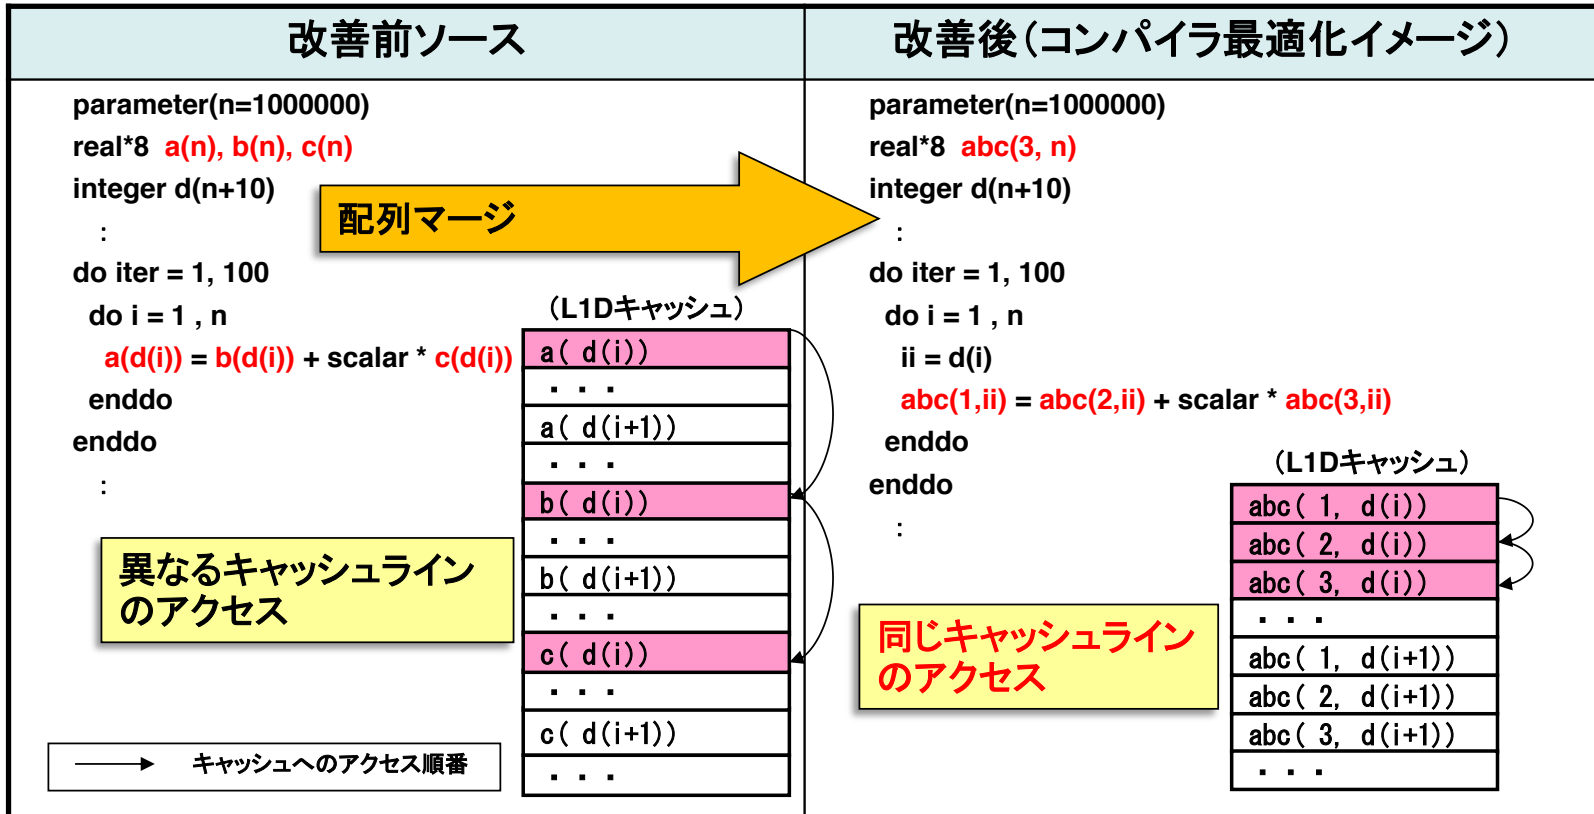 改善前ソース
parameter(n=1000000)
real*8  a(n), b(n), c(n)
integer d(n+10)
:
do iter = 1, 100
do i = 1 , n
a(d(i)) = b(d(i)) + scalar * c(d(i))
enddo
enddo
:
配列マージ
（L1Dキャッシュ）
a( d(i))
・・・
a( d(i+1))
・・・
b( d(i))
・・・
b( d(i+1))
・・・
c( d(i))
・・・
c( d(i+1))
・・・
異なるキャッシュライン
のアクセス
キャッシュへのアクセス順番
改善後（コンパイラ最適化イメージ）
parameter(n=1000000)
real*8  abc(3, n)
integer d(n+10)
:
do iter = 1, 100
do i = 1 , n
ii = d(i)
abc(1,ii) = abc(2,ii) + scalar * abc(3,ii)
enddo
enddo
:
（L1Dキャッシュ）
abc( 1, d(i))
abc( 2, d(i))
abc( 3, d(i))
・・・
abc( 1, d(i+1))
abc( 2, d(i+1))
abc( 3, d(i+1))
・・・
同じキャッシュライン
のアクセス